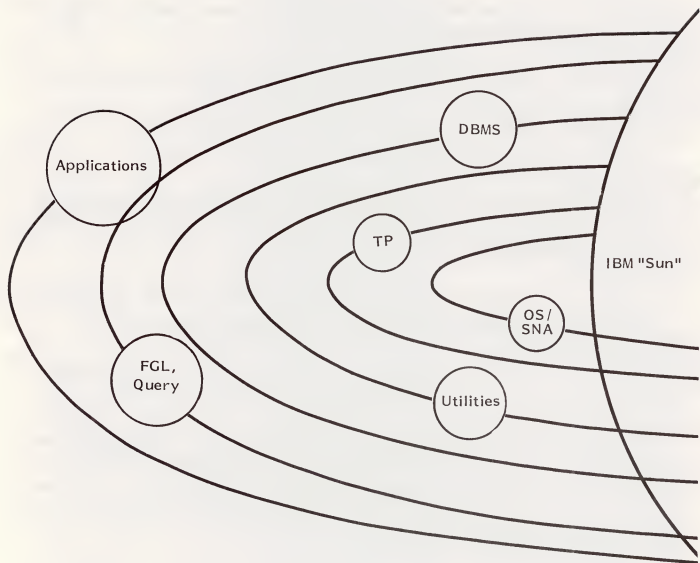 DBMS
Applications
TP
IBM "Sun"
OS/
SNA
FGL,
Query
Utilities